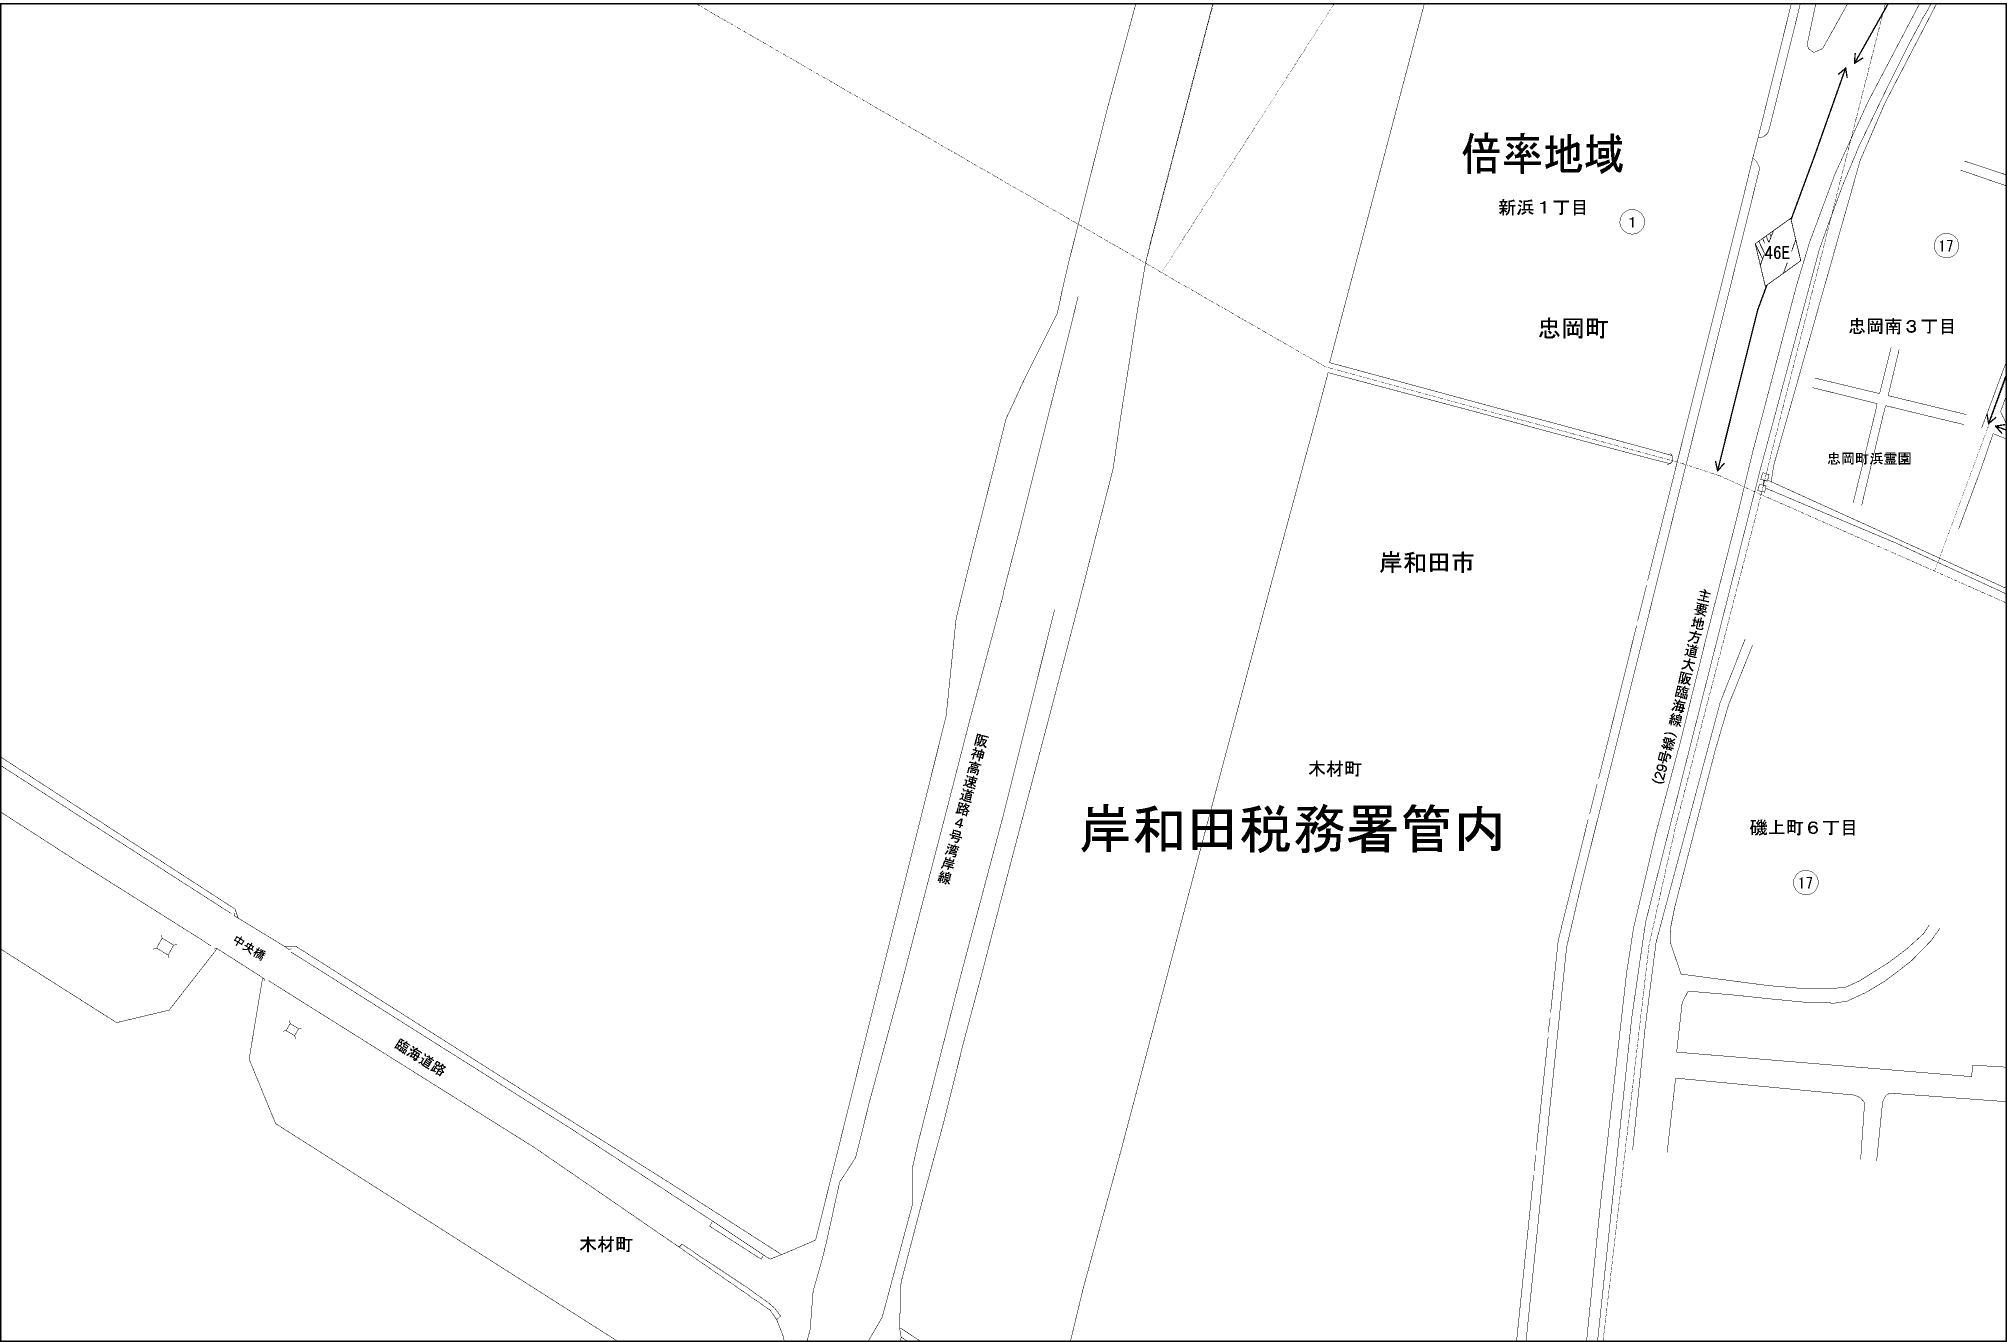 倍率地域
新浜１丁目
1
46E
17
忠岡町
忠岡南３丁目
忠岡町浜霊園
岸和田市
主要地方道大阪臨海線
(29号線)
阪神高速道路４号湾岸線
木材町
岸和田税務署管内
磯上町６丁目
17
中央橋
臨海道路
木材町